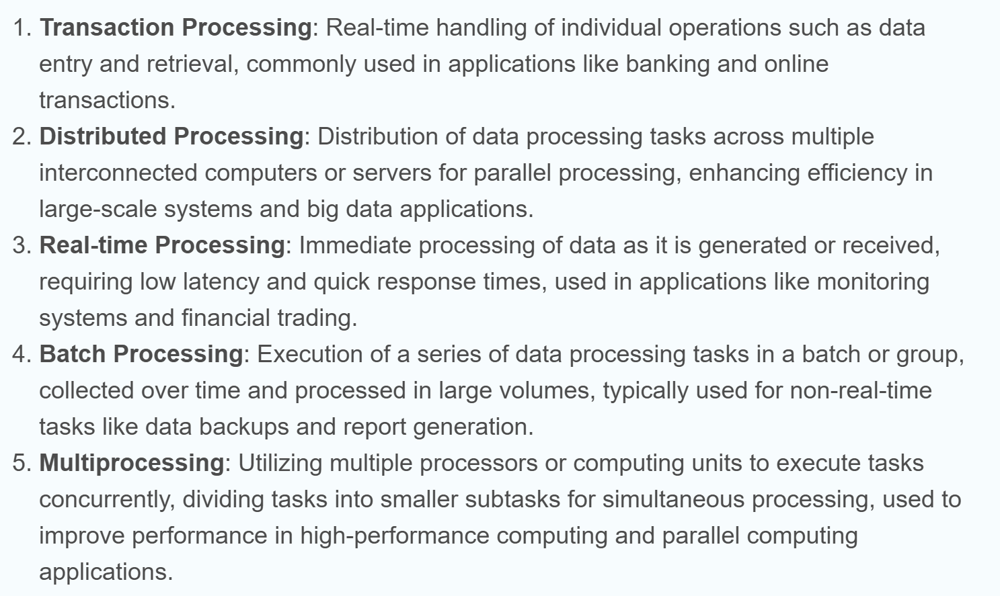 1. Transaction Processing: Real-time handling of individual operations such as data
entry and retrieval, commonly used in applications like banking and online
transactions.
2. Distributed Processing: Distribution of data processing tasks across multiple
interconnected computers or servers for parallel processing, enhancing efficiency in
large-scale systems and big data applications.
3. Real-time Processing: Immediate processing of data as it is generated or received,
requiring low latency and quick response times, used in applications like monitoring
systems and financial trading.
4. Batch Processing: Execution of a series of data processing tasks in a batch or group,
collected over time and processed in large volumes, typically used for non-real-time
tasks like data backups and report generation.
5. Multiprocessing: Utilizing multiple processors or computing units to execute tasks
concurrently, dividing tasks into smaller subtasks for simultaneous processing, used to
improve performance in high-performance computing and parallel computing
applications.